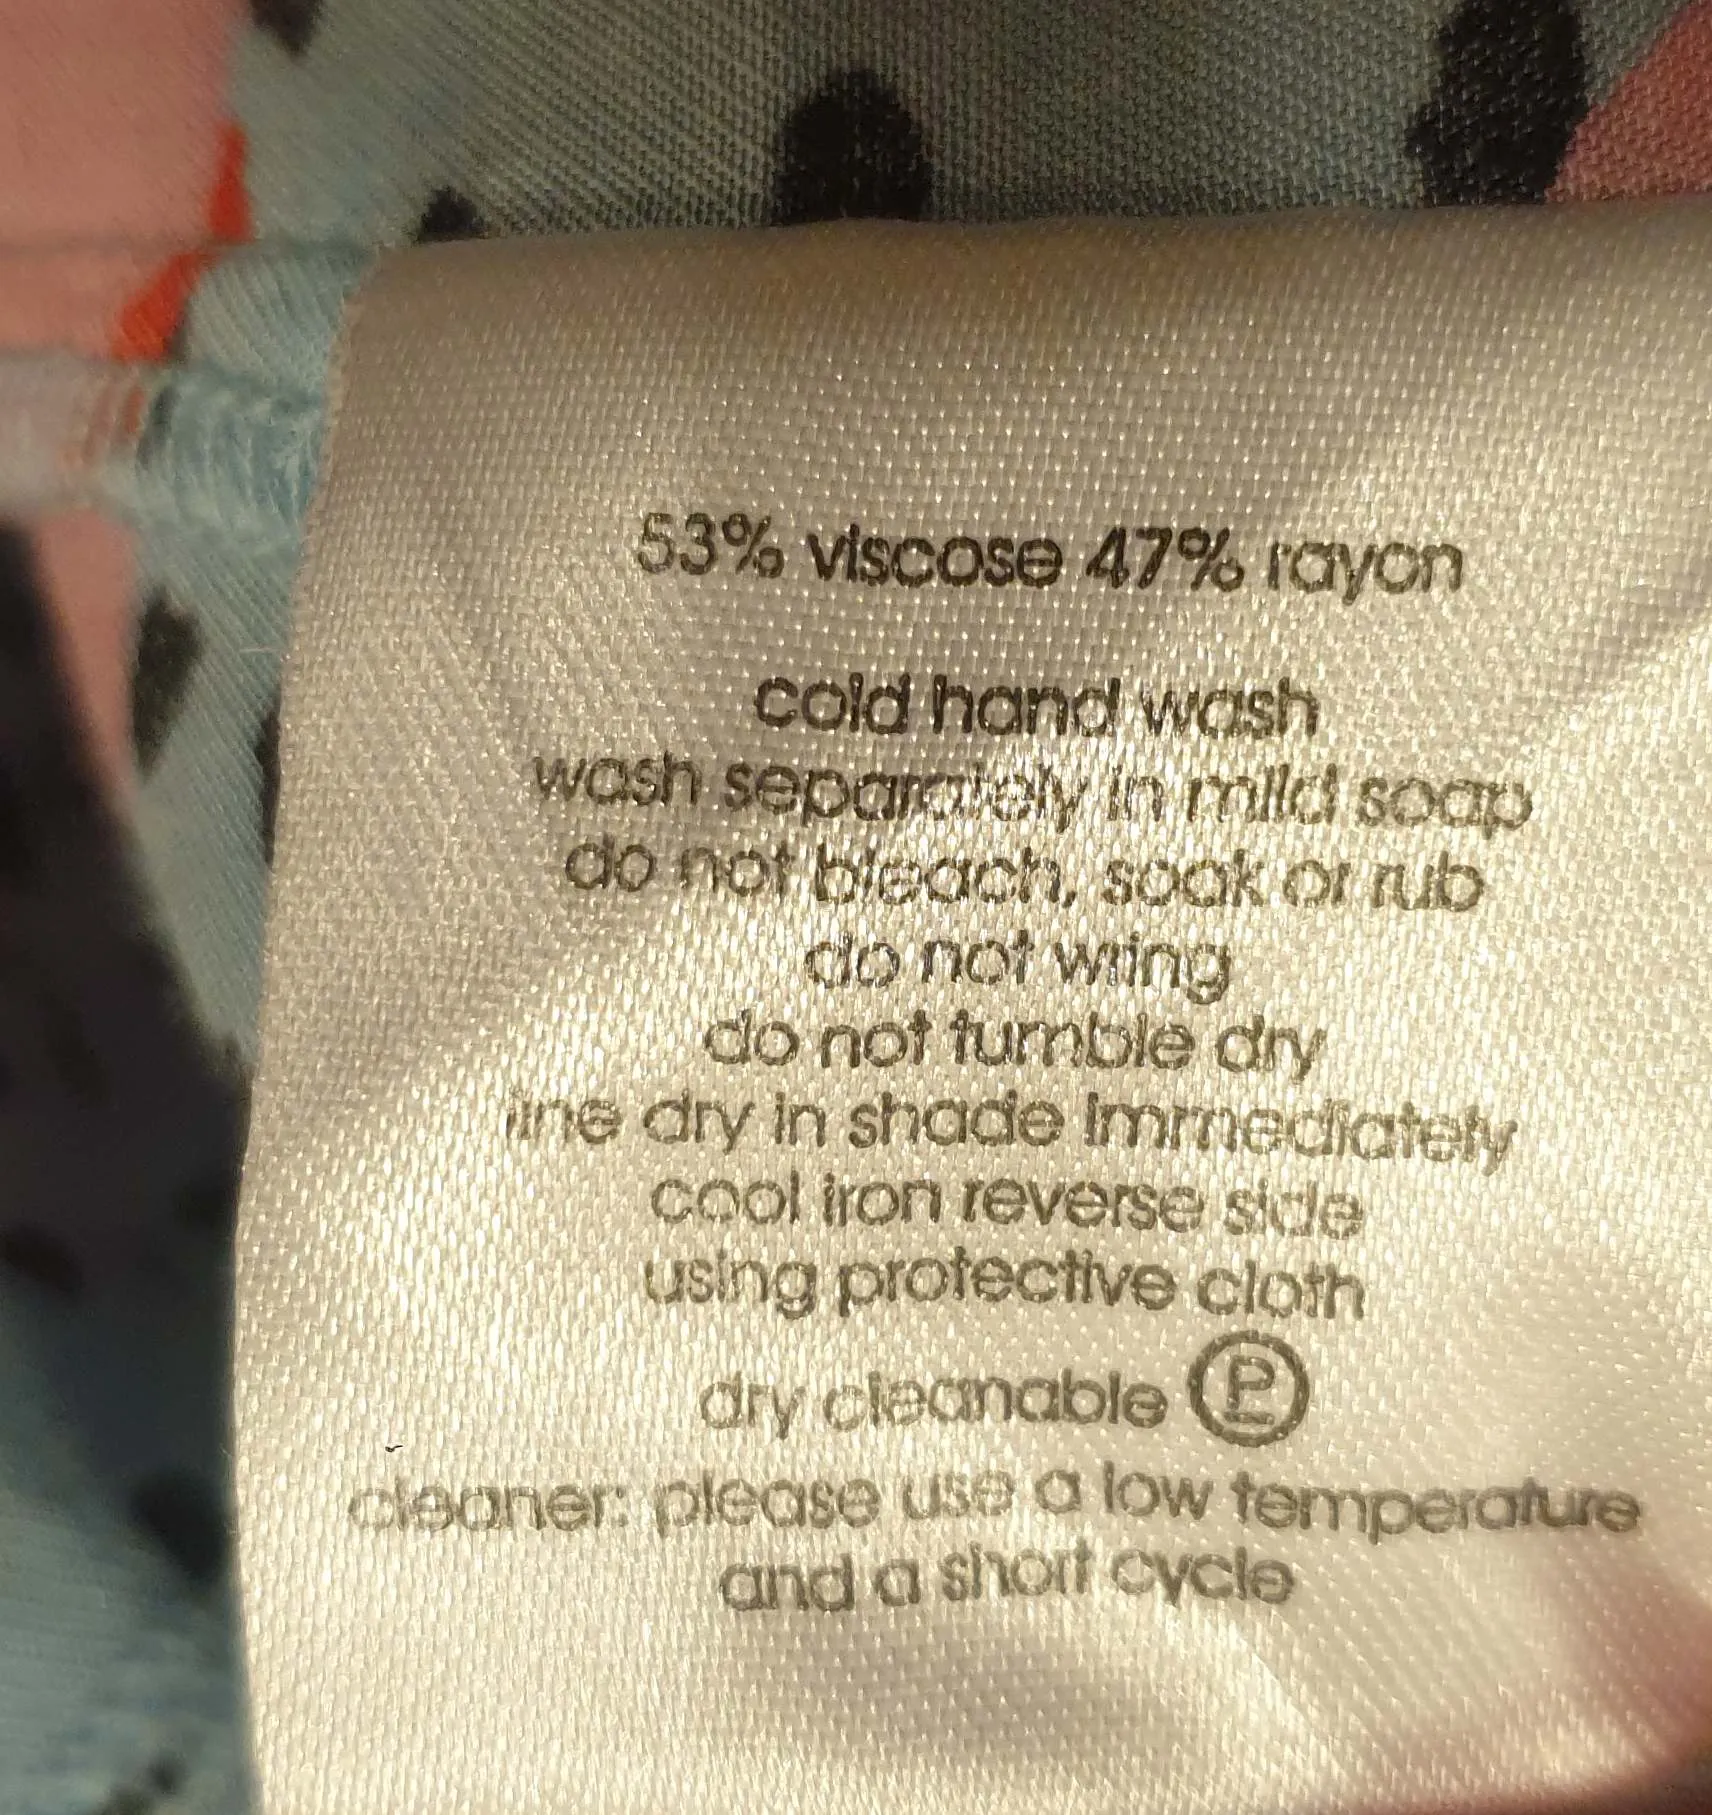 53% viscose 47% rayon
cold hand wash
wash separately in mild soap
do not bleach, soak or rub
do not wring
do not tumble dry
line dry in shade immediately
cool iron reverse side
using protective cloth
dry cleanable P
cleaner: please use a low temperature
and a short cycle